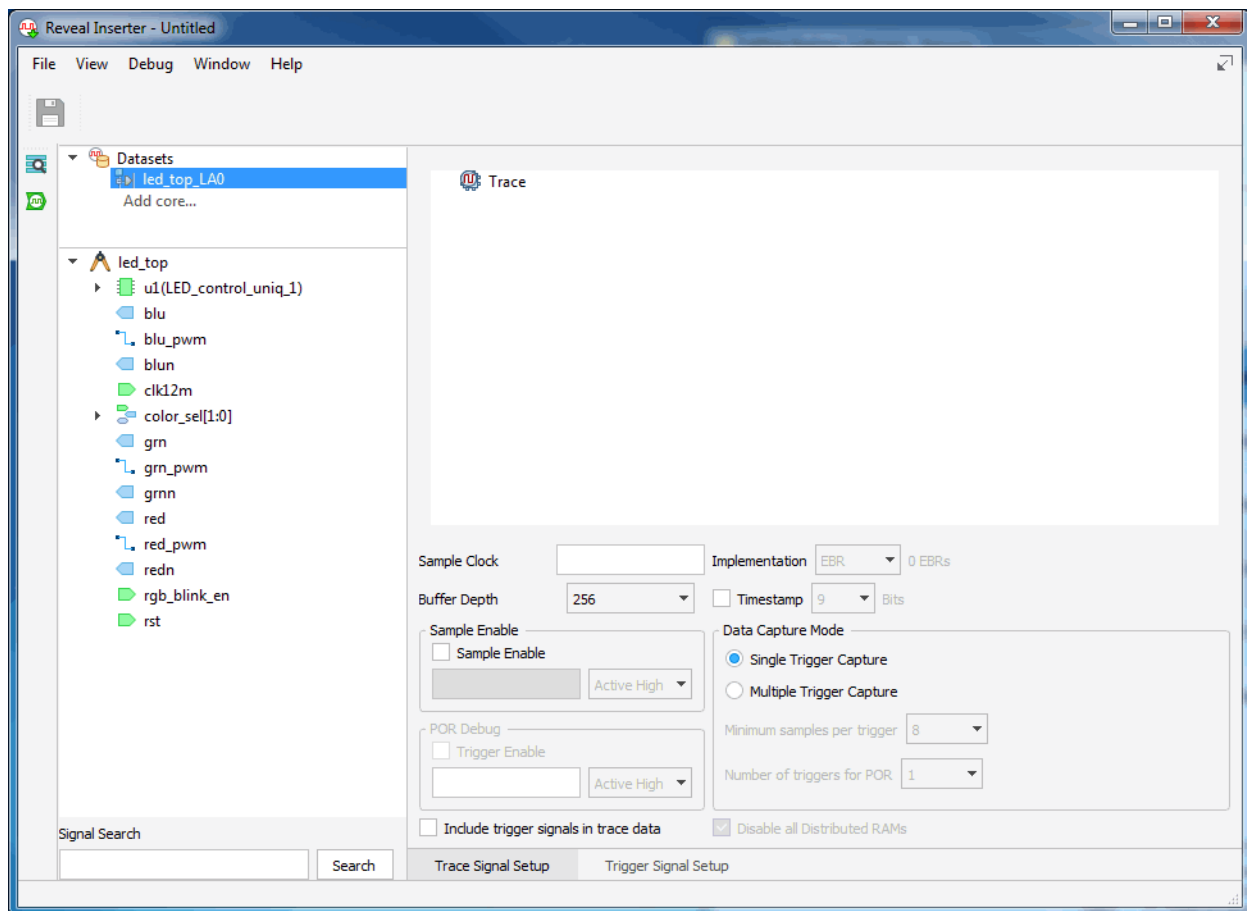 Reveal Inserter - Untitled
File View Debug Window Help
Datasets
led_top_LA0
Add core...
led_top
u1(LED_control_uniq_1)
blu
blu_pwm
blun
clk12m
color_sel[1:0]
grn
grn_pwm
grnn
red
red_pwm
redn
rgb_blink_en
rst
Signal Search
Search
Trace
Sample Clock
Implementation EBR 0 EBRs
Buffer Depth 256
Timestamp 9 Bits
Sample Enable
Sample Enable
Active High
POR Debug
Trigger Enable
Active High
Data Capture Mode
Single Trigger Capture
Multiple Trigger Capture
Minimum samples per trigger 8
Number of triggers for POR 1
Include trigger signals in trace data
Disable all Distributed RAMs
Trace Signal Setup Trigger Signal Setup